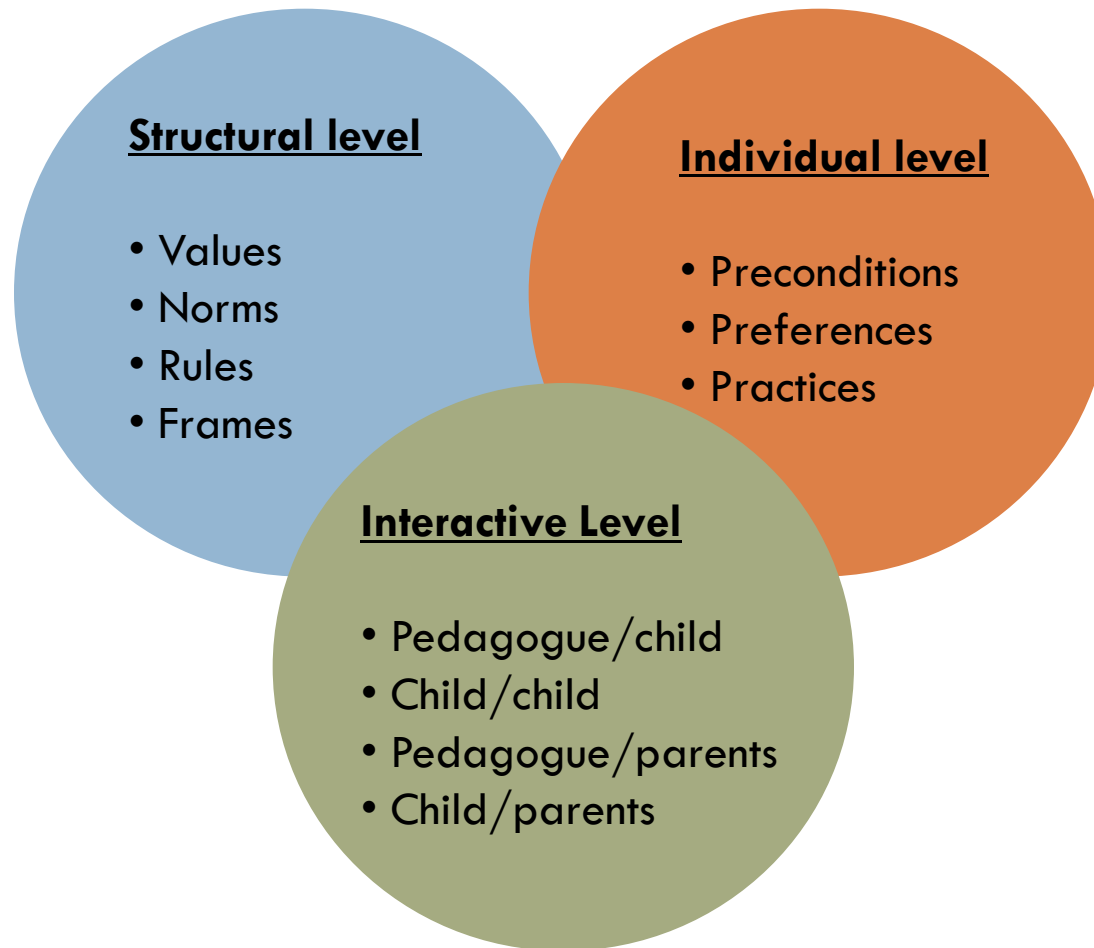 Structural level
• Values
• Norms
• Rules
• Frames
Individual level
• Preconditions
• Preferences
• Practices
Interactive Level
• Pedagogue/child
• Child/child
• Pedagogue/parents
• Child/parents